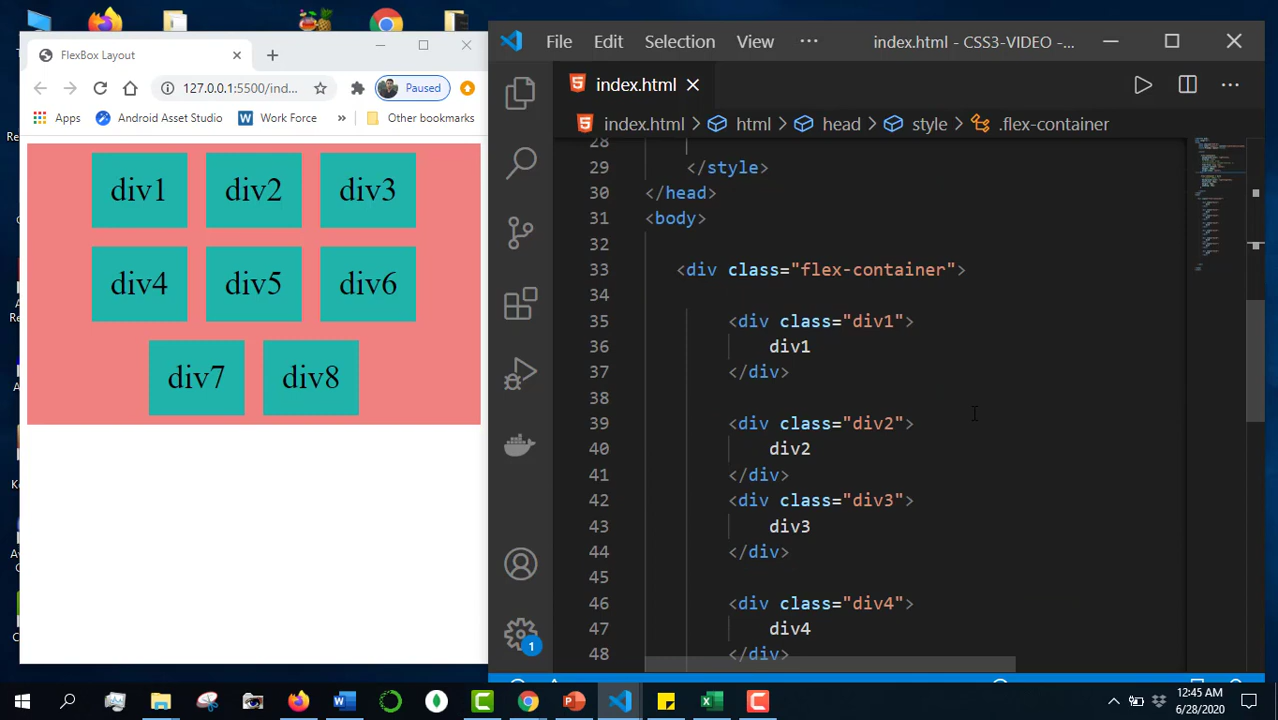 FlexBox Layout
127.0.0.1:5500/ind...
Paused
Apps
Android Asset Studio
Work Force
»
Other bookmarks
div1 div2 div3
div4 div5 div6
div7 div8
File Edit Selection View ··· index.html - CSS3-VIDEO -...
index.html
index.html > html > head > style > .flex-container
28
29 </style>
30 </head>
31 <body>
32
33 <div class="flex-container">
34
35 <div class="div1">
36 div1
37 </div>
38
39 <div class="div2">
40 div2
41 </div>
42 <div class="div3">
43 div3
44 </div>
45
46 <div class="div4">
47 div4
48 </div>
1
12:45 AM
6/28/2020